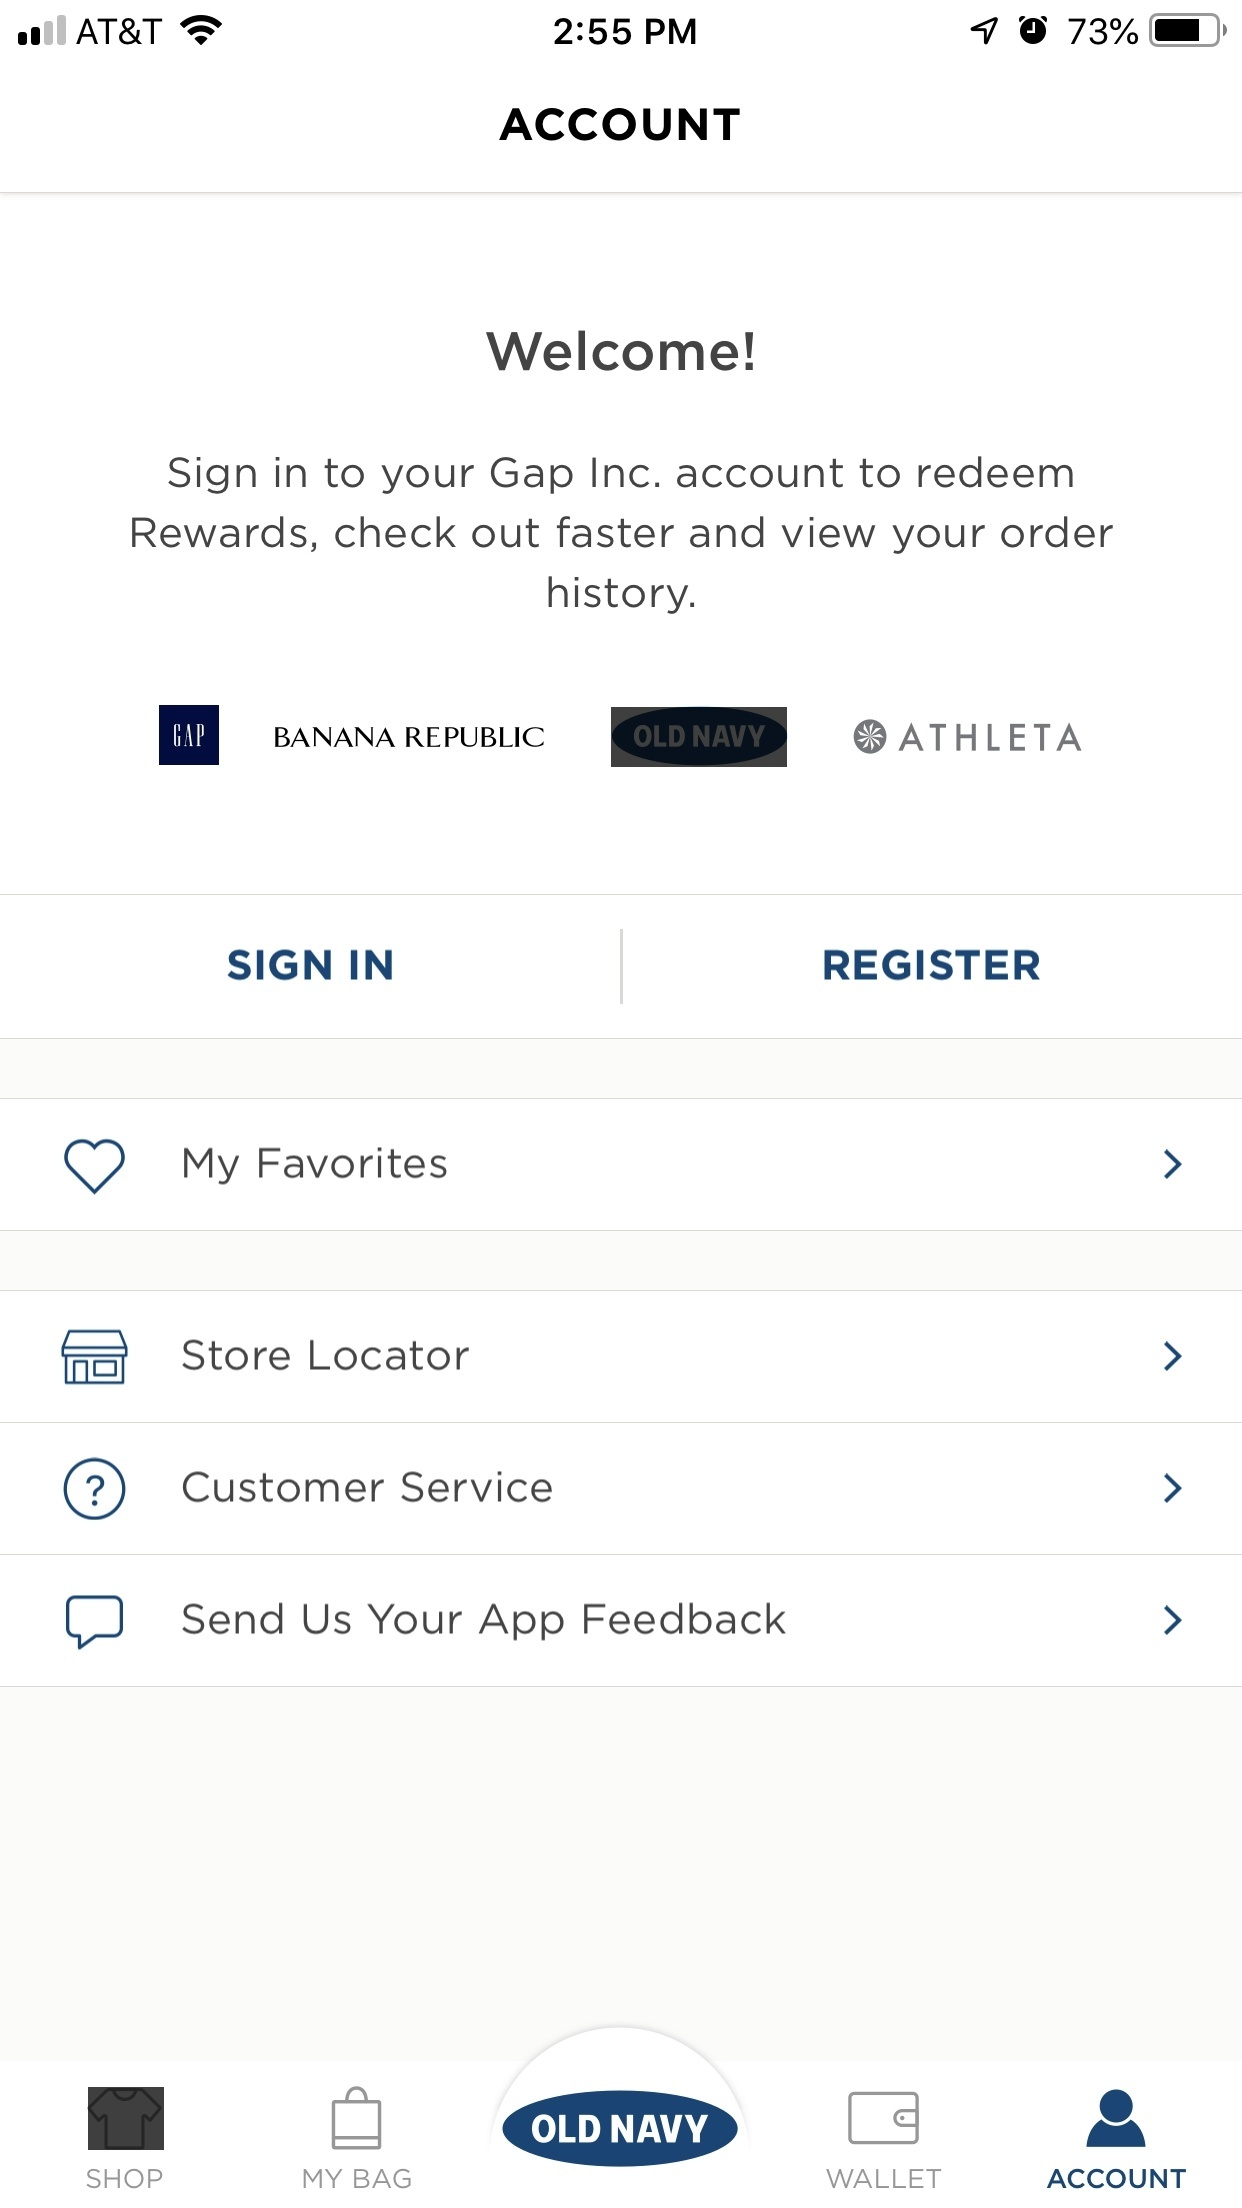 AT&T
2:55 PM
73%
ACCOUNT
Welcome!
Sign in to your Gap Inc. account to redeem
Rewards, check out faster and view your order
history.
GAP
BANANA REPUBLIC
OLD NAVY
ATHLETA
SIGN IN
REGISTER
My Favorites
Store Locator
?
Customer Service
Send Us Your App Feedback
OLD NAVY
SHOP
MY BAG
WALLET
ACCOUNT